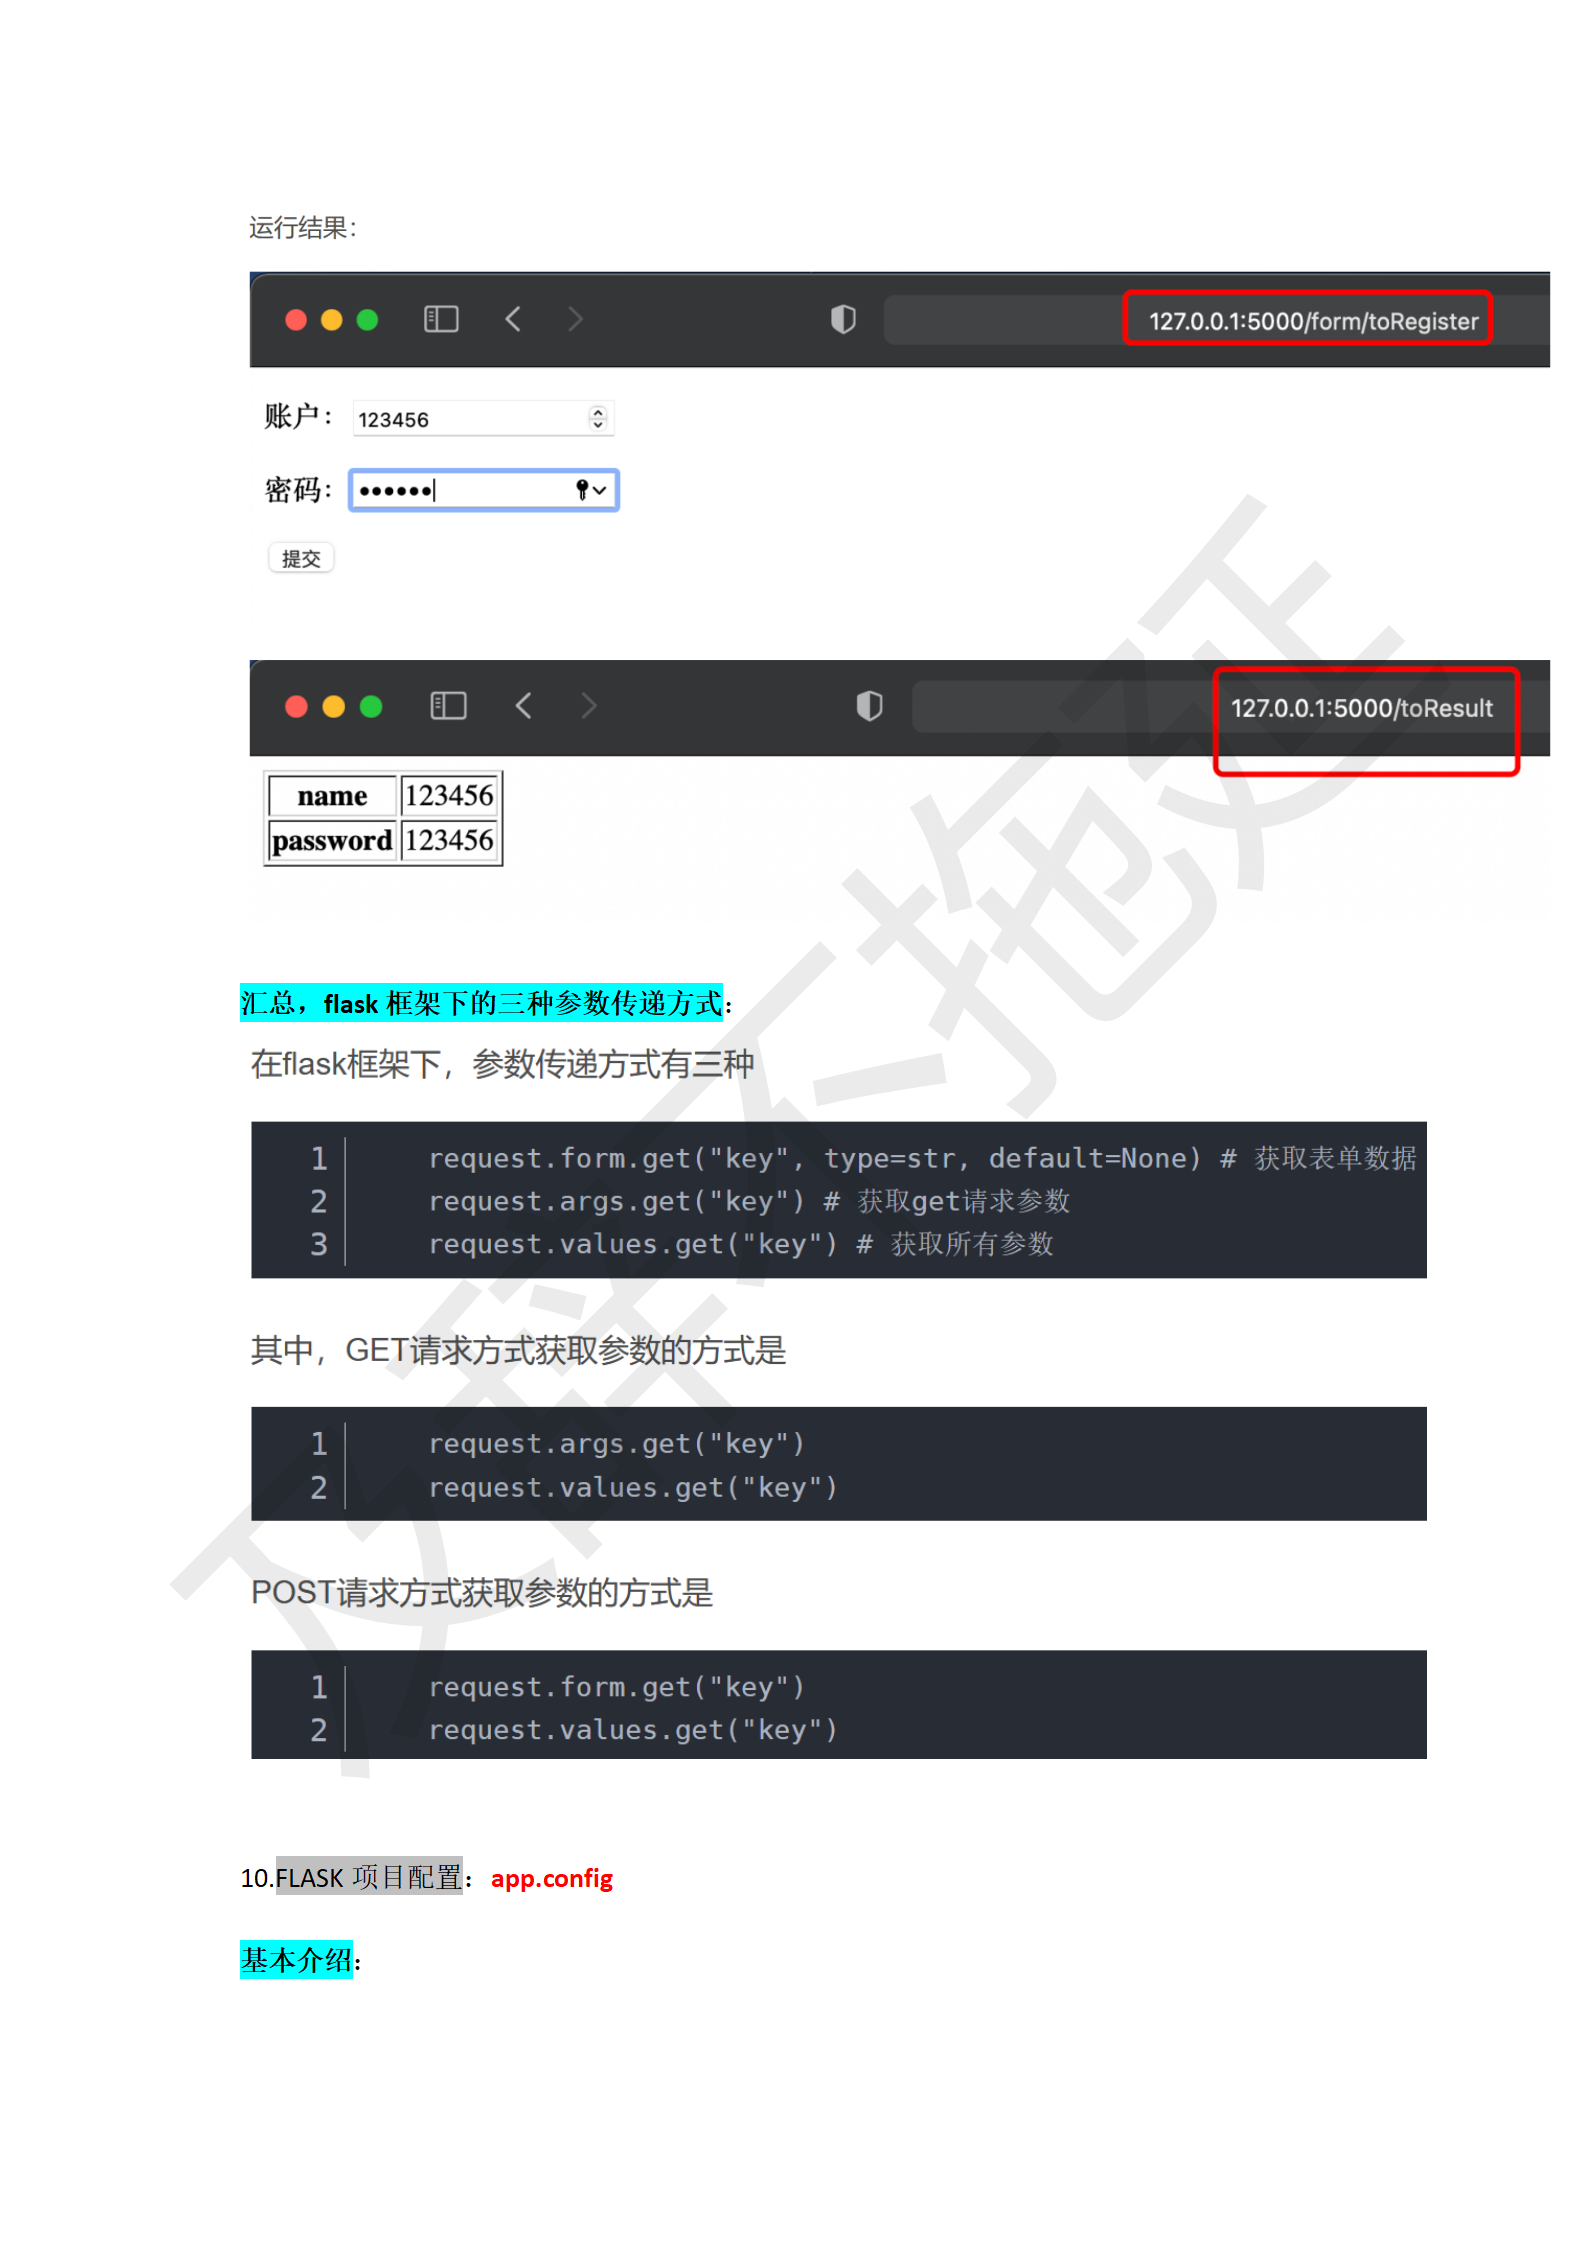 运行结果：
127.0.0.1:5000/form/toRegister
账户： 123456
密码： ••••••
提交
127.0.0.1:5000/toResult
name 123456
password 123456
汇总，flask 框架下的三种参数传递方式：
在flask框架下，参数传递方式有三种
1 request.form.get("key", type=str, default=None) # 获取表单数据
2 request.args.get("key") # 获取get请求参数
3 request.values.get("key") # 获取所有参数
其中，GET请求方式获取参数的方式是
1 request.args.get("key")
2 request.values.get("key")
POST请求方式获取参数的方式是
1 request.form.get("key")
2 request.values.get("key")
10.FLASK 项目配置：app.config
基本介绍：
及辞不拖延